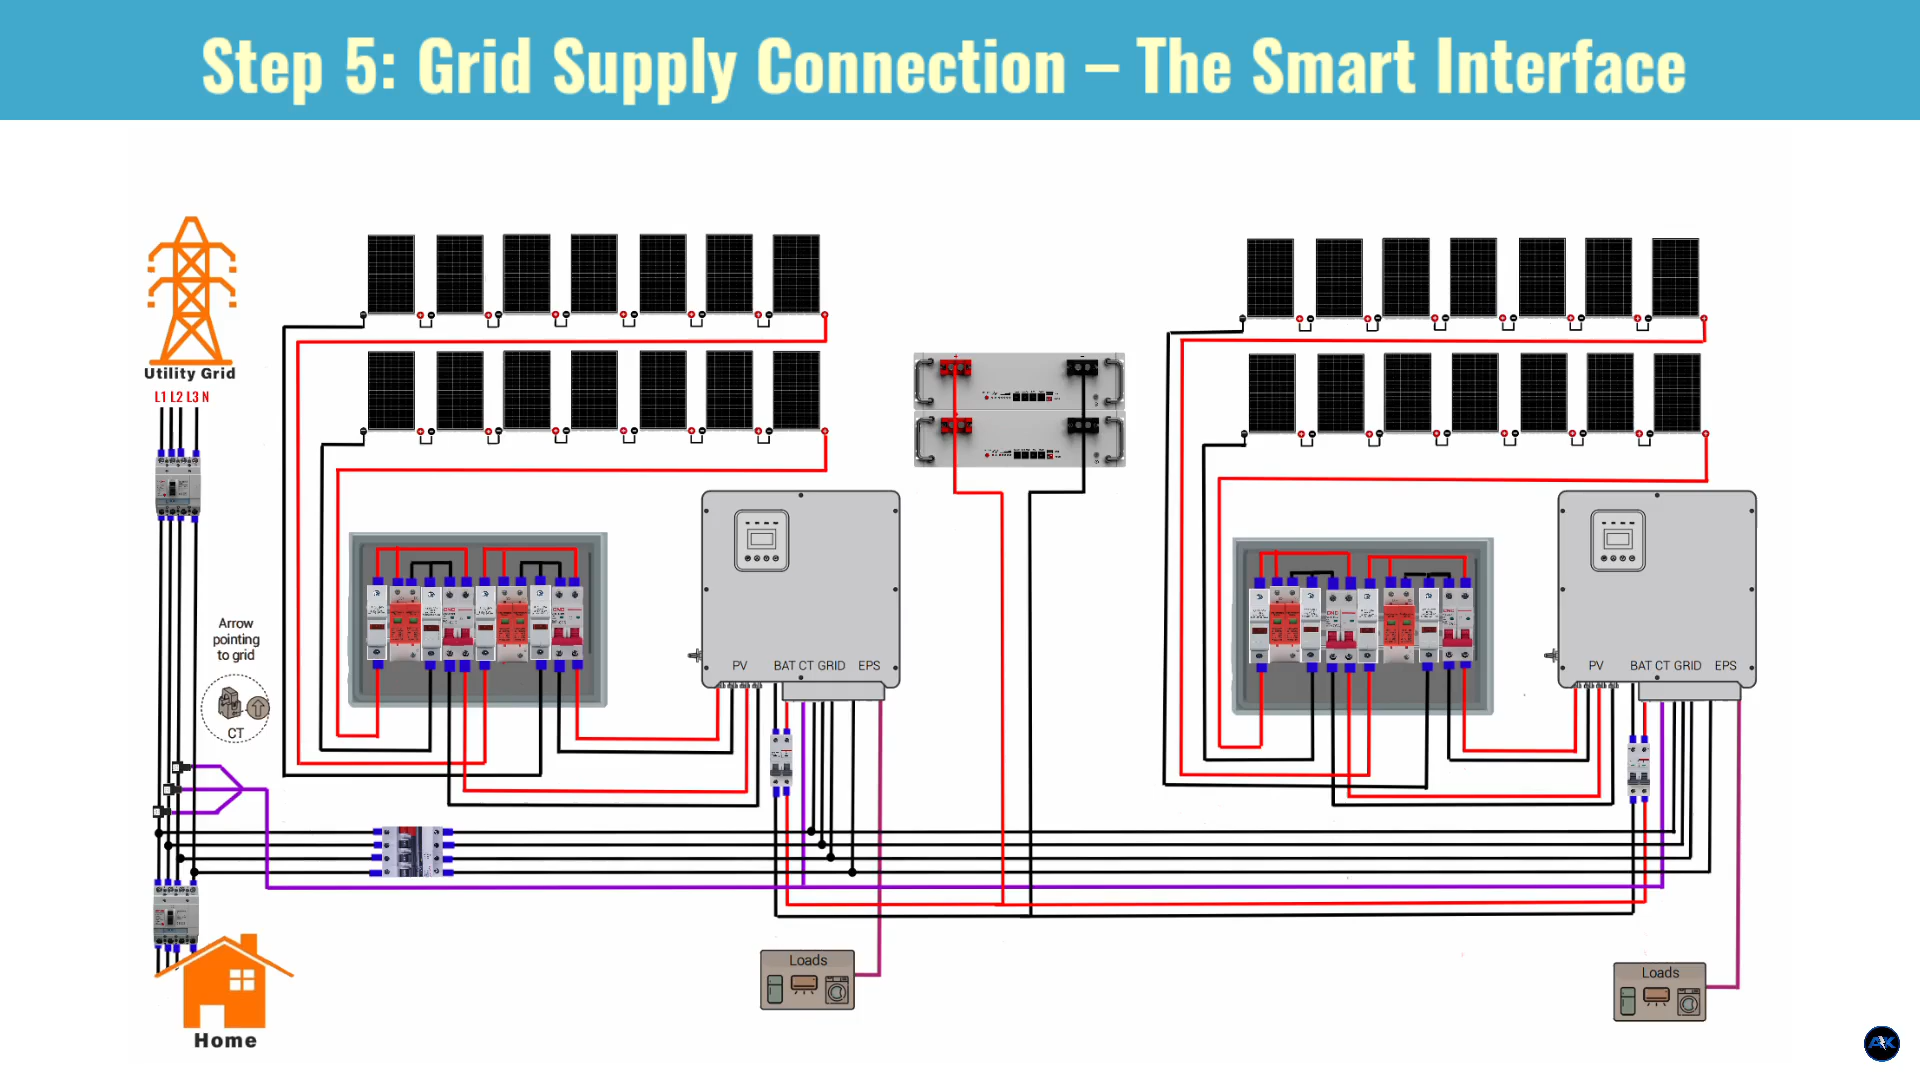 Step 5: Grid Supply Connection – The Smart Interface
Utility Grid
L1 L2 L3 N
Arrow
pointing
to grid
CT
PV BAT CT GRID EPS
PV BAT CT GRID EPS
Loads
Loads
Home
AK